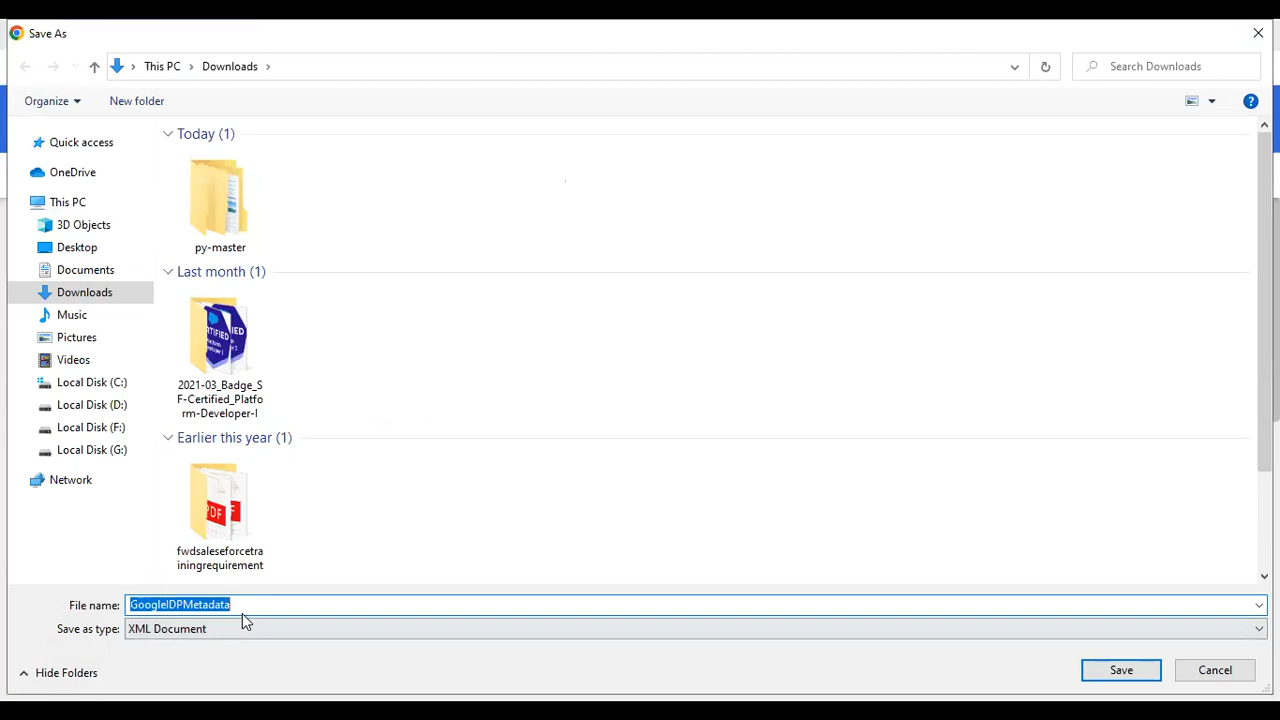 Save As
This PC
Downloads
Search Downloads
Organize
New folder
Quick access
OneDrive
This PC
3D Objects
Desktop
Documents
Downloads
Music
Pictures
Videos
Local Disk (C:)
Local Disk (D:)
Local Disk (F:)
Local Disk (G:)
Network
Today (1)
py-master
Last month (1)
2021-03_Badge_S
F-Certified_Platfo
rm-Developer-I
Earlier this year (1)
PDF
fwdsaleseforcetra
iningrequirement
File name: GoogleIDPMetadata
Save as type: XML Document
Hide Folders
Save
Cancel